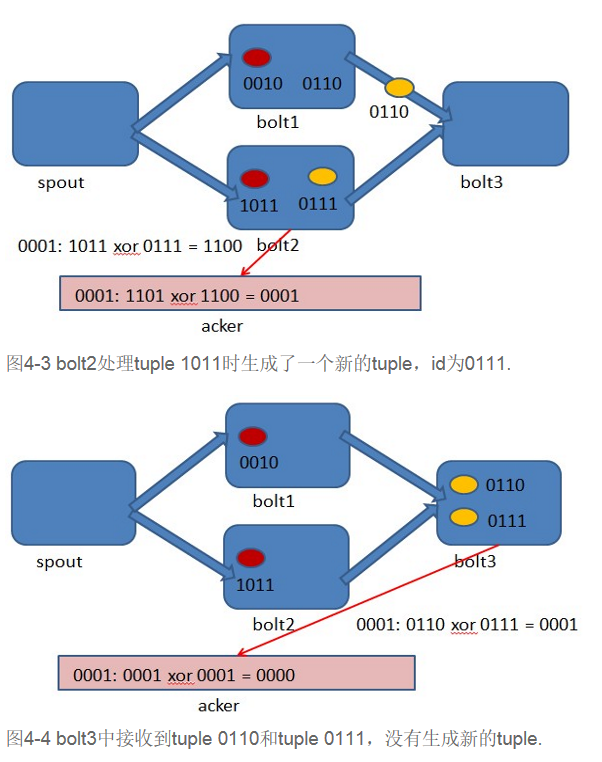 0010 0110
0110
bolt1
spout
bolt3
1011 0111
0001: 1011 xor 0111 = 1100
bolt2
0001: 1101 xor 1100 = 0001
acker
图4-3 bolt2处理tuple 1011时生成了一个新的tuple，id为0111.
0010
bolt1
0110
0111
spout
bolt3
1011
bolt2
0001: 0110 xor 0111 = 0001
0001: 0001 xor 0001 = 0000
acker
图4-4 bolt3中接收到tuple 0110和tuple 0111，没有生成新的tuple.